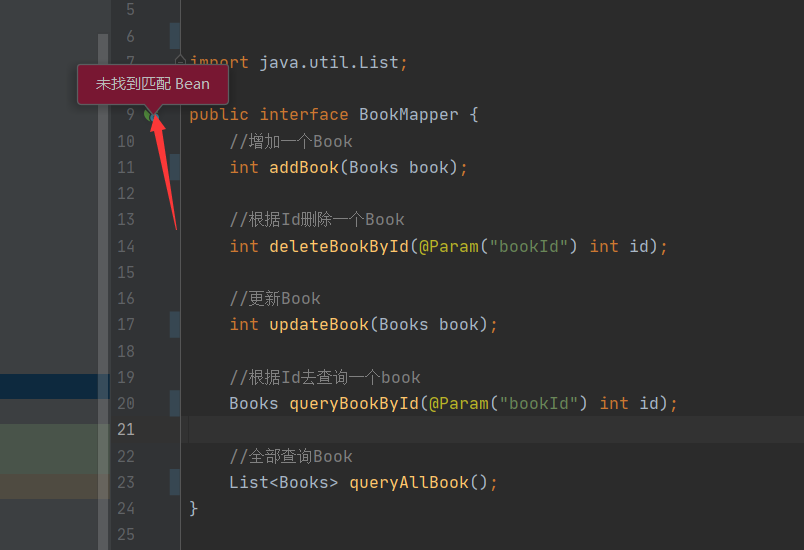 5
6
7 import java.util.List;
未找到匹配 Bean
9 public interface BookMapper {
10 //增加一个Book
11 int addBook(Books book);
12
13 //根据Id删除一个Book
14 int deleteBookById(@Param("bookId") int id);
15
16 //更新Book
17 int updateBook(Books book);
18
19 //根据Id去查询一个book
20 Books queryBookById(@Param("bookId") int id);
21
22 //全部查询Book
23 List<Books> queryAllBook();
24 }
25